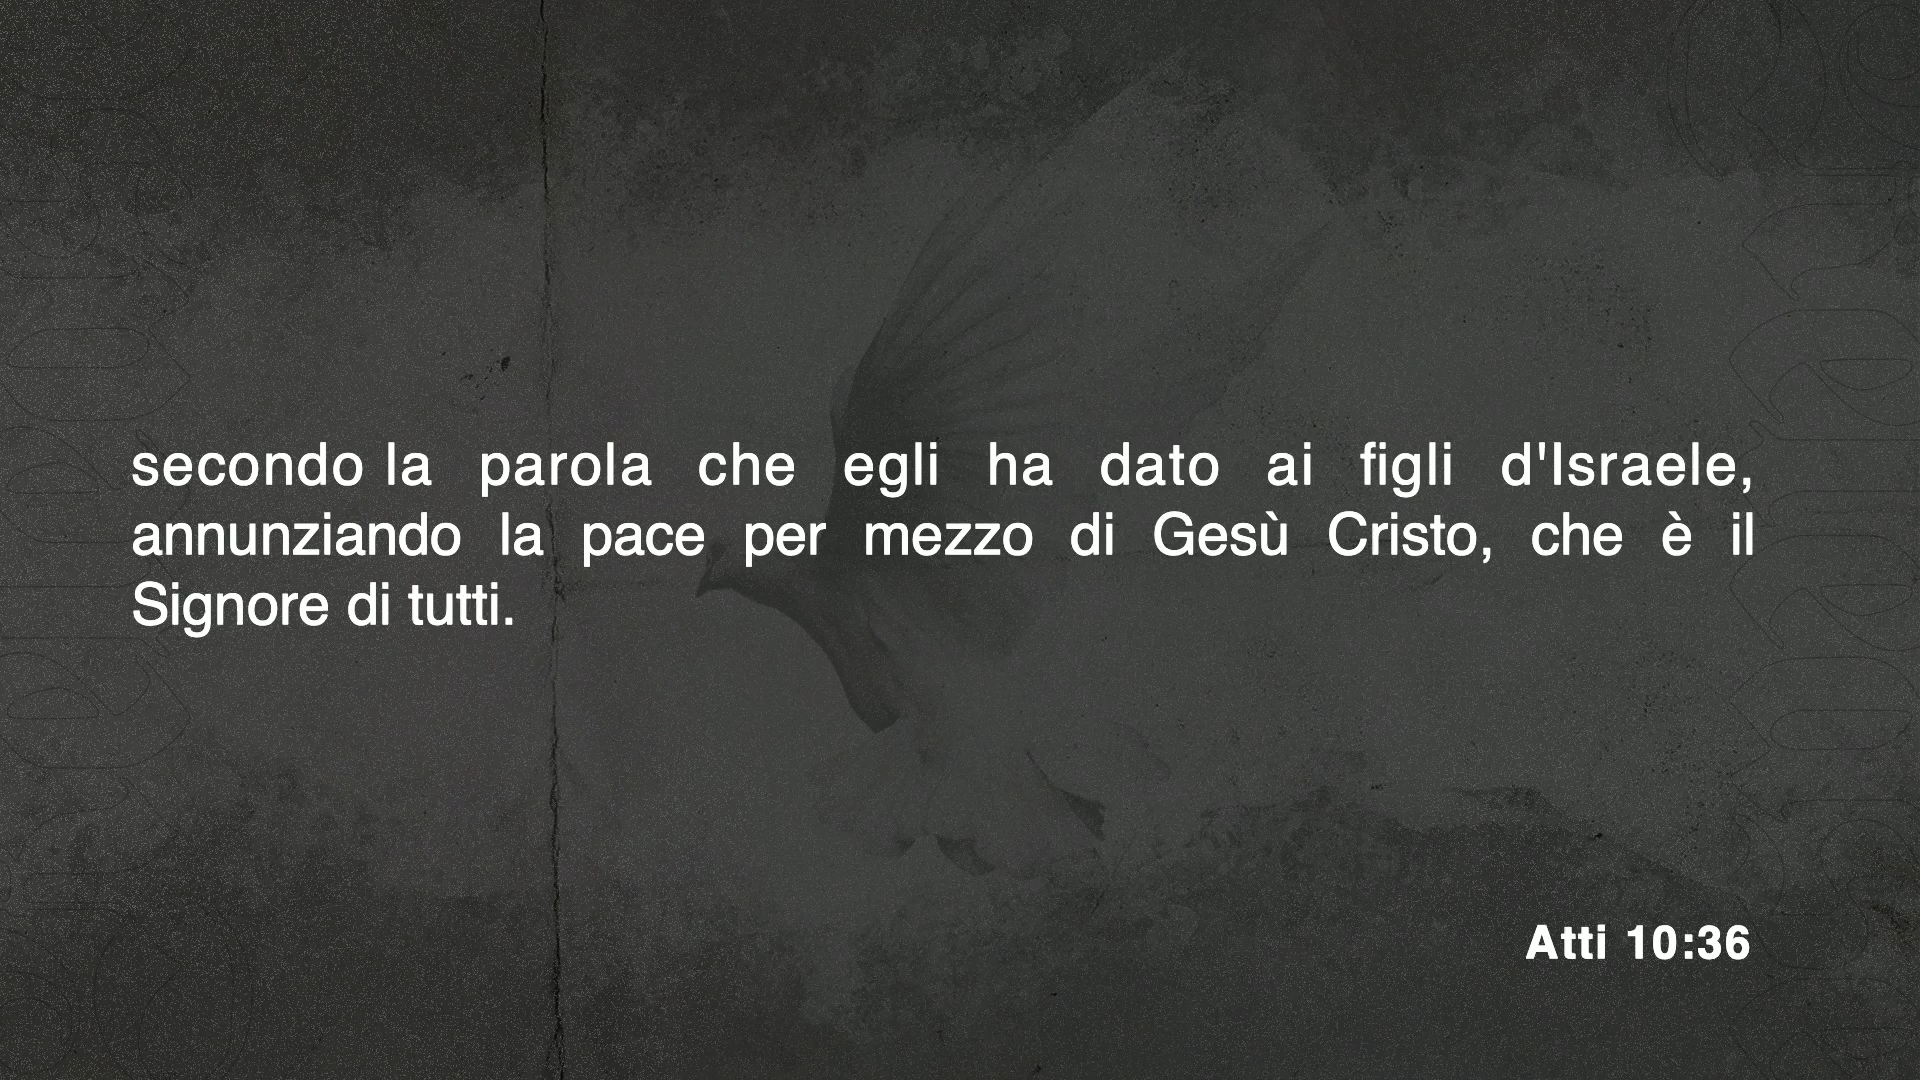 secondo la parola che egli ha dato ai figli d'Israele,
annunziando la pace per mezzo di Gesù Cristo, che è il
Signore di tutti.
Atti 10:36